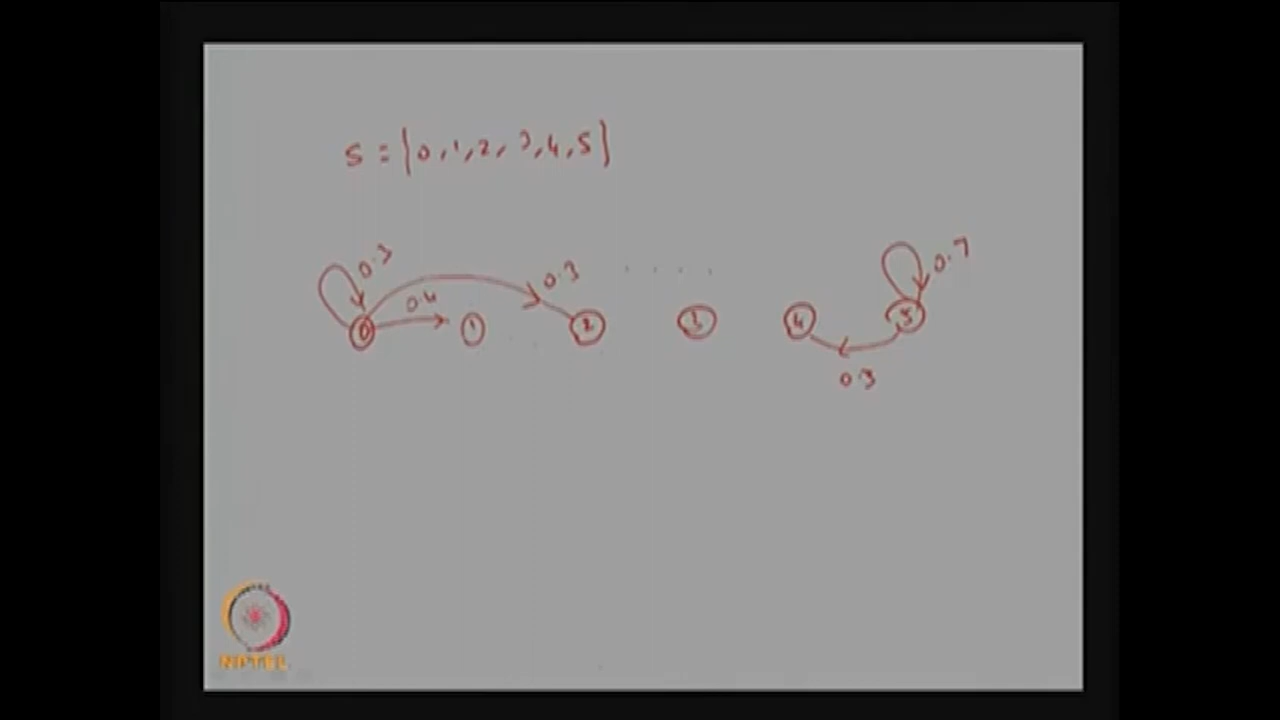 S = {0, 1, 2, 3, 4, 5}
0.3
0.4
0.3
. . . .
0.7
0 1 2 3 4 5
0.3
NPTEL